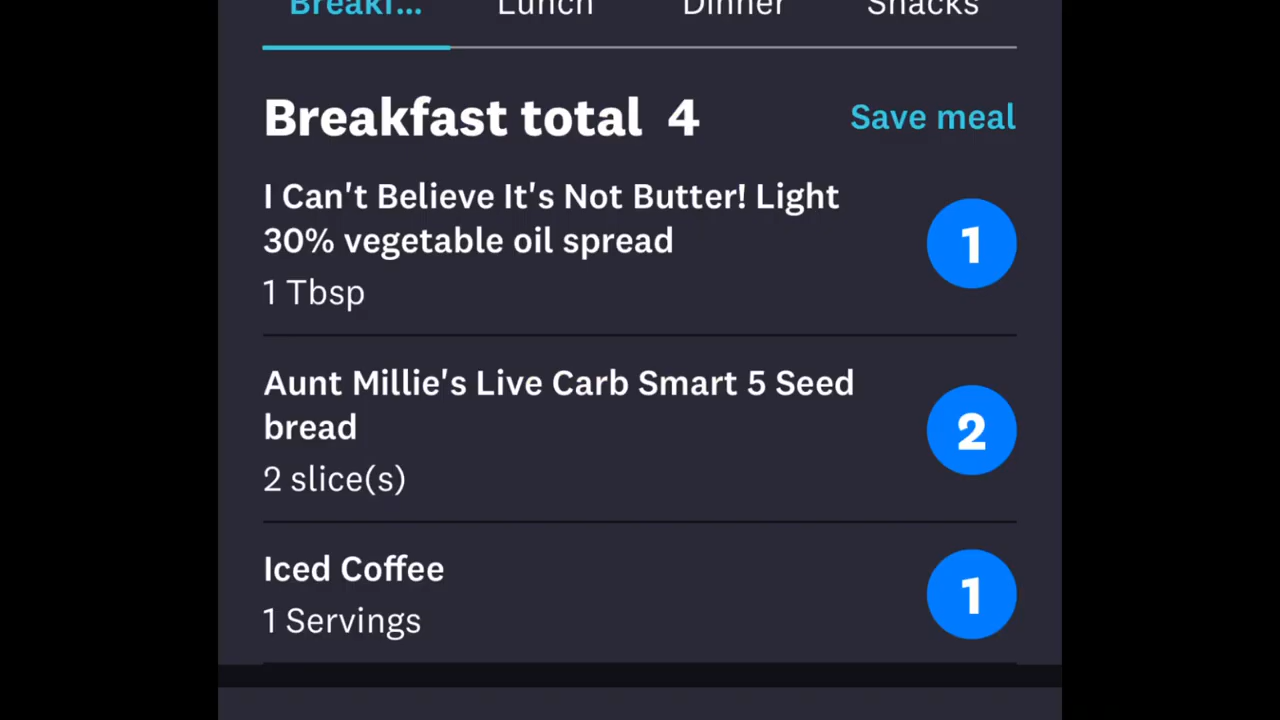 Breakf... Lunch Dinner Snacks
Breakfast total 4 Save meal
I Can't Believe It's Not Butter! Light
30% vegetable oil spread
1
1 Tbsp
Aunt Millie's Live Carb Smart 5 Seed
bread
2
2 slice(s)
Iced Coffee
1
1 Servings